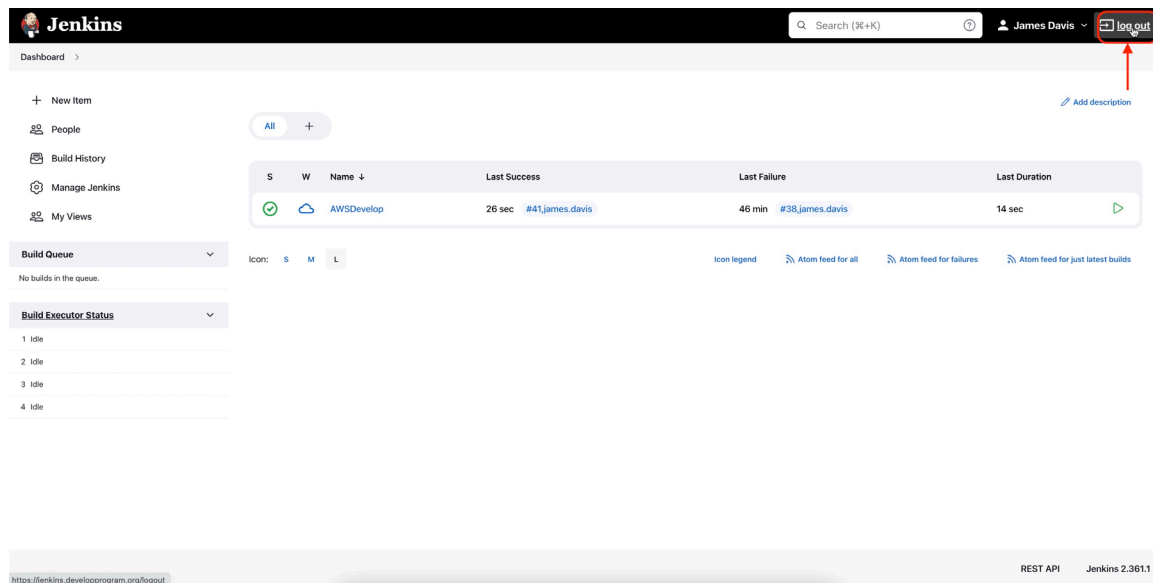 Jenkins
Search (⌘+K)
James Davis
log out
Dashboard
New Item
People
Build History
Manage Jenkins
My Views
Add description
All +
S W Name ↓ Last Success Last Failure Last Duration
AWSDevelop 26 sec #41,james.davis 46 min #38,james.davis 14 sec
Icon: S M L
Icon legend Atom feed for all Atom feed for failures Atom feed for just latest builds
Build Queue
No builds in the queue.
Build Executor Status
1 Idle
2 Idle
3 Idle
4 Idle
REST API Jenkins 2.361.1
https://jenkins.developprogram.org/logout